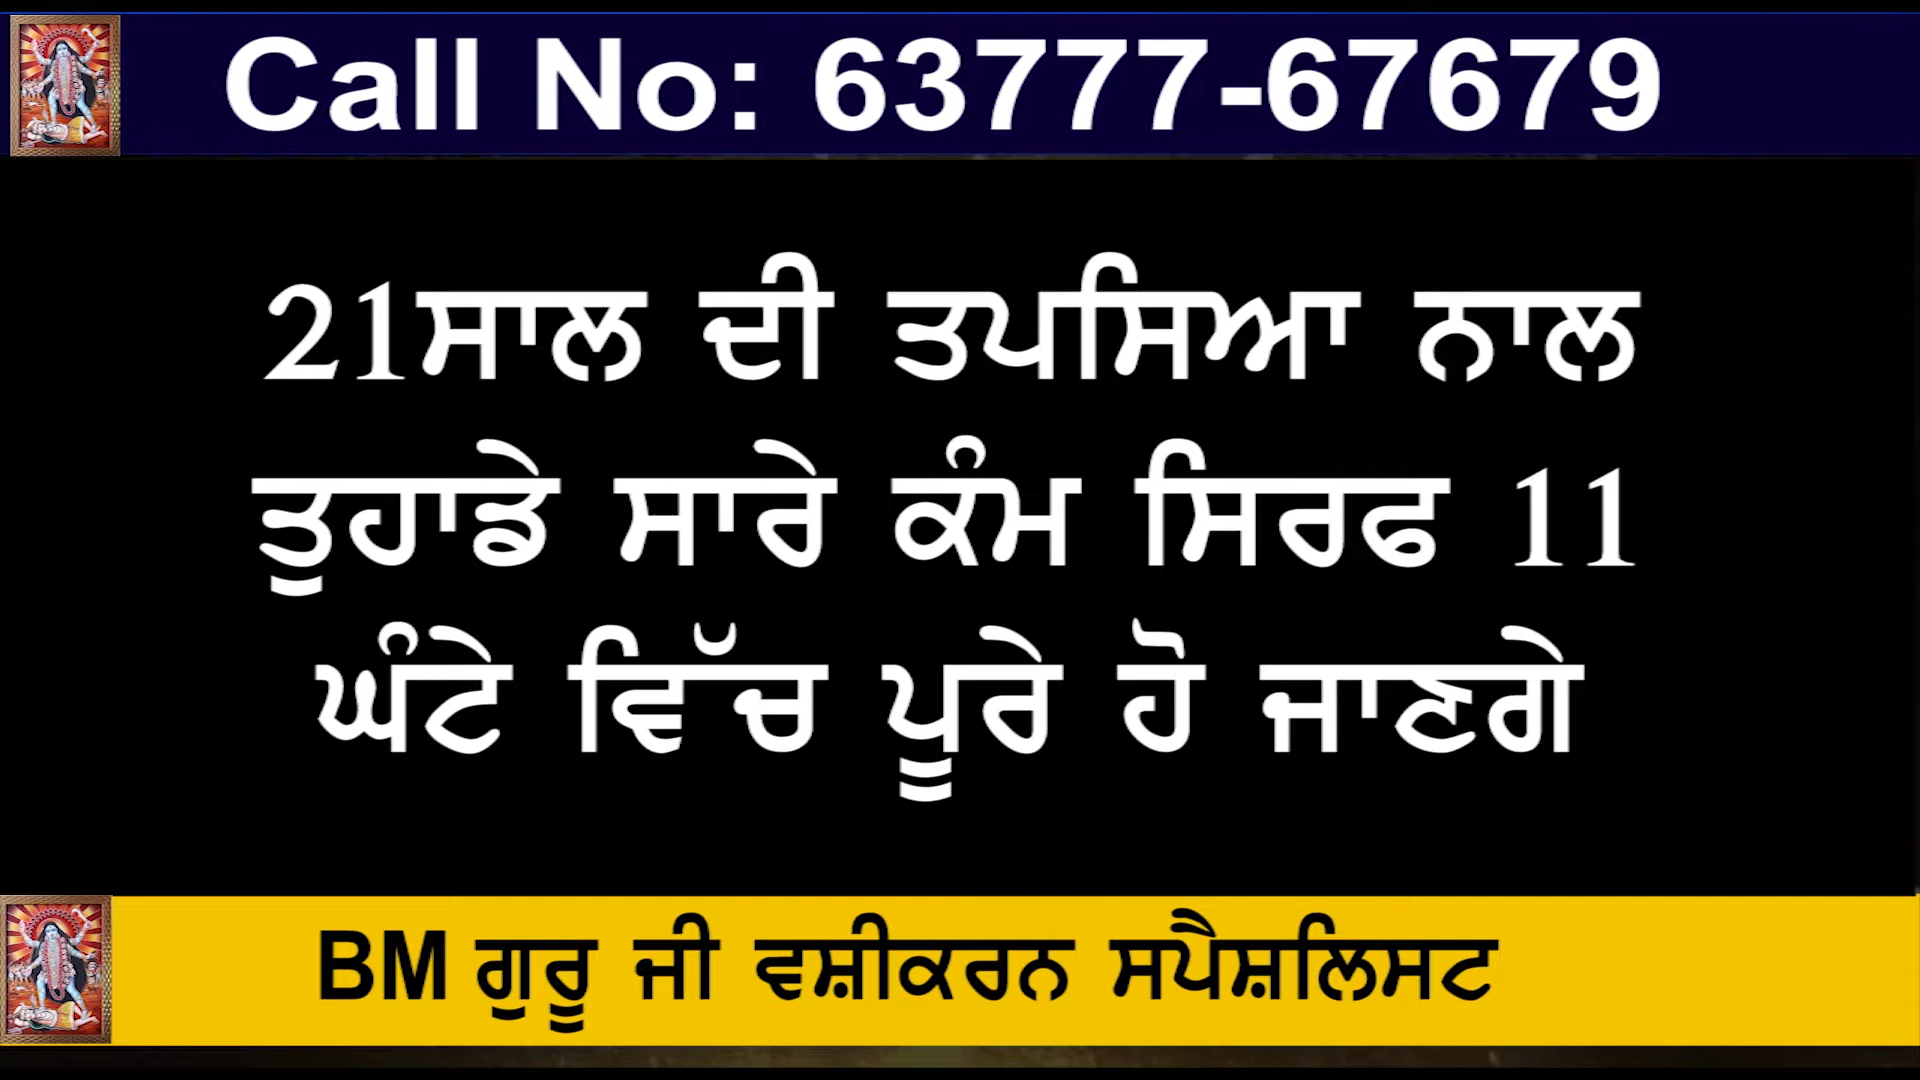 Call No: 63777-67679
21ਸਾਲ ਦੀ ਤਪਸਿਆ ਨਾਲ
ਤੁਹਾਡੇ ਸਾਰੇ ਕੰਮ ਸਿਰਫ 11
ਘੰਟੇ ਵਿੱਚ ਪੂਰੇ ਹੋ ਜਾਣਗੇ
BM ਗੁਰੂ ਜੀ ਵਸ਼ੀਕਰਨ ਸਪੈਸ਼ਲਿਸਟ